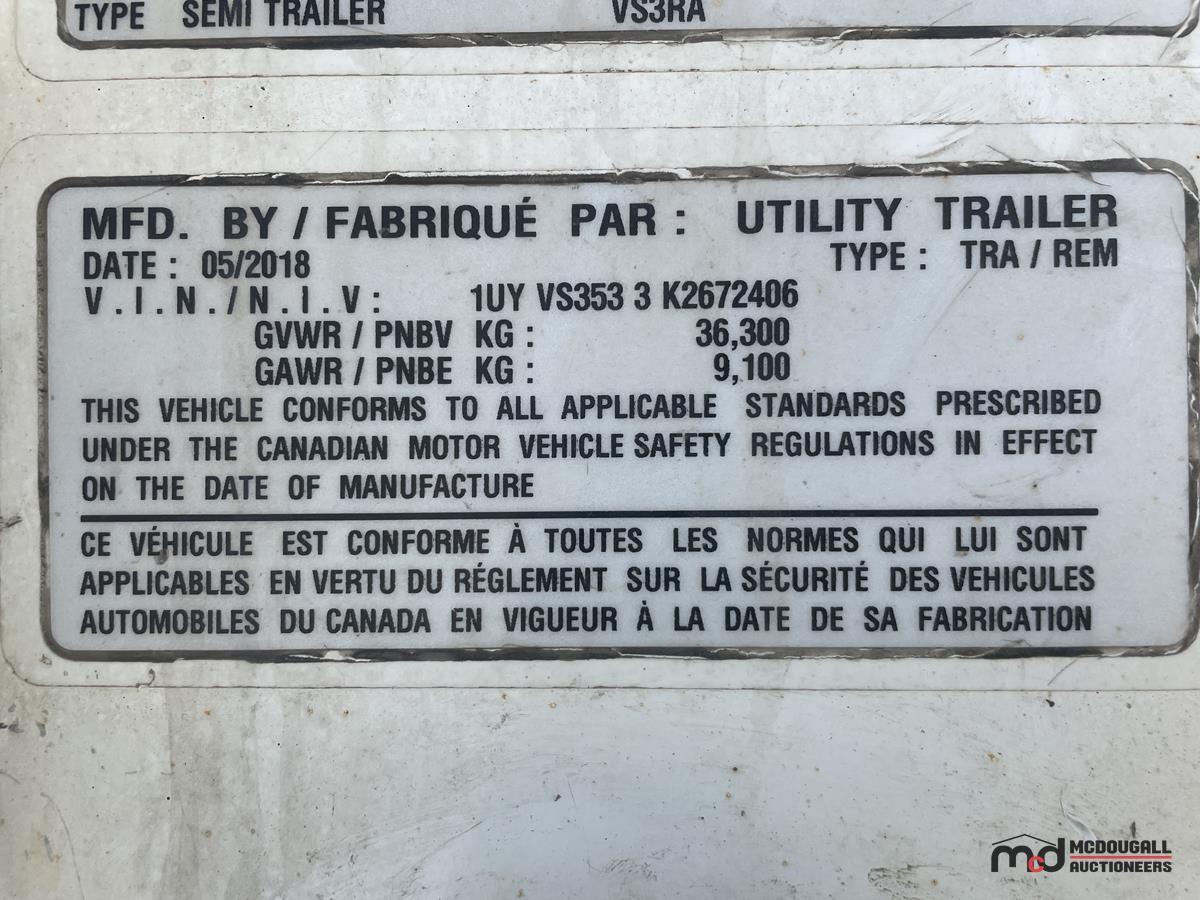 TYPE SEMI TRAILER VS3RA
MFD. BY / FABRIQUÉ PAR : UTILITY TRAILER
DATE : 05/2018 TYPE : TRA / REM
V . I . N . / N . I . V : 1UY VS353 3 K2672406
GVWR / PNBV KG : 36,300
GAWR / PNBE KG : 9,100
THIS VEHICLE CONFORMS TO ALL APPLICABLE STANDARDS PRESCRIBED
UNDER THE CANADIAN MOTOR VEHICLE SAFETY REGULATIONS IN EFFECT
ON THE DATE OF MANUFACTURE
CE VÉHICULE EST CONFORME À TOUTES LES NORMES QUI LUI SONT
APPLICABLES EN VERTU DU RÉGLEMENT SUR LA SÉCURITÉ DES VEHICULES
AUTOMOBILES DU CANADA EN VIGUEUR À LA DATE DE SA FABRICATION
mcd MCDOUGALL
AUCTIONEERS